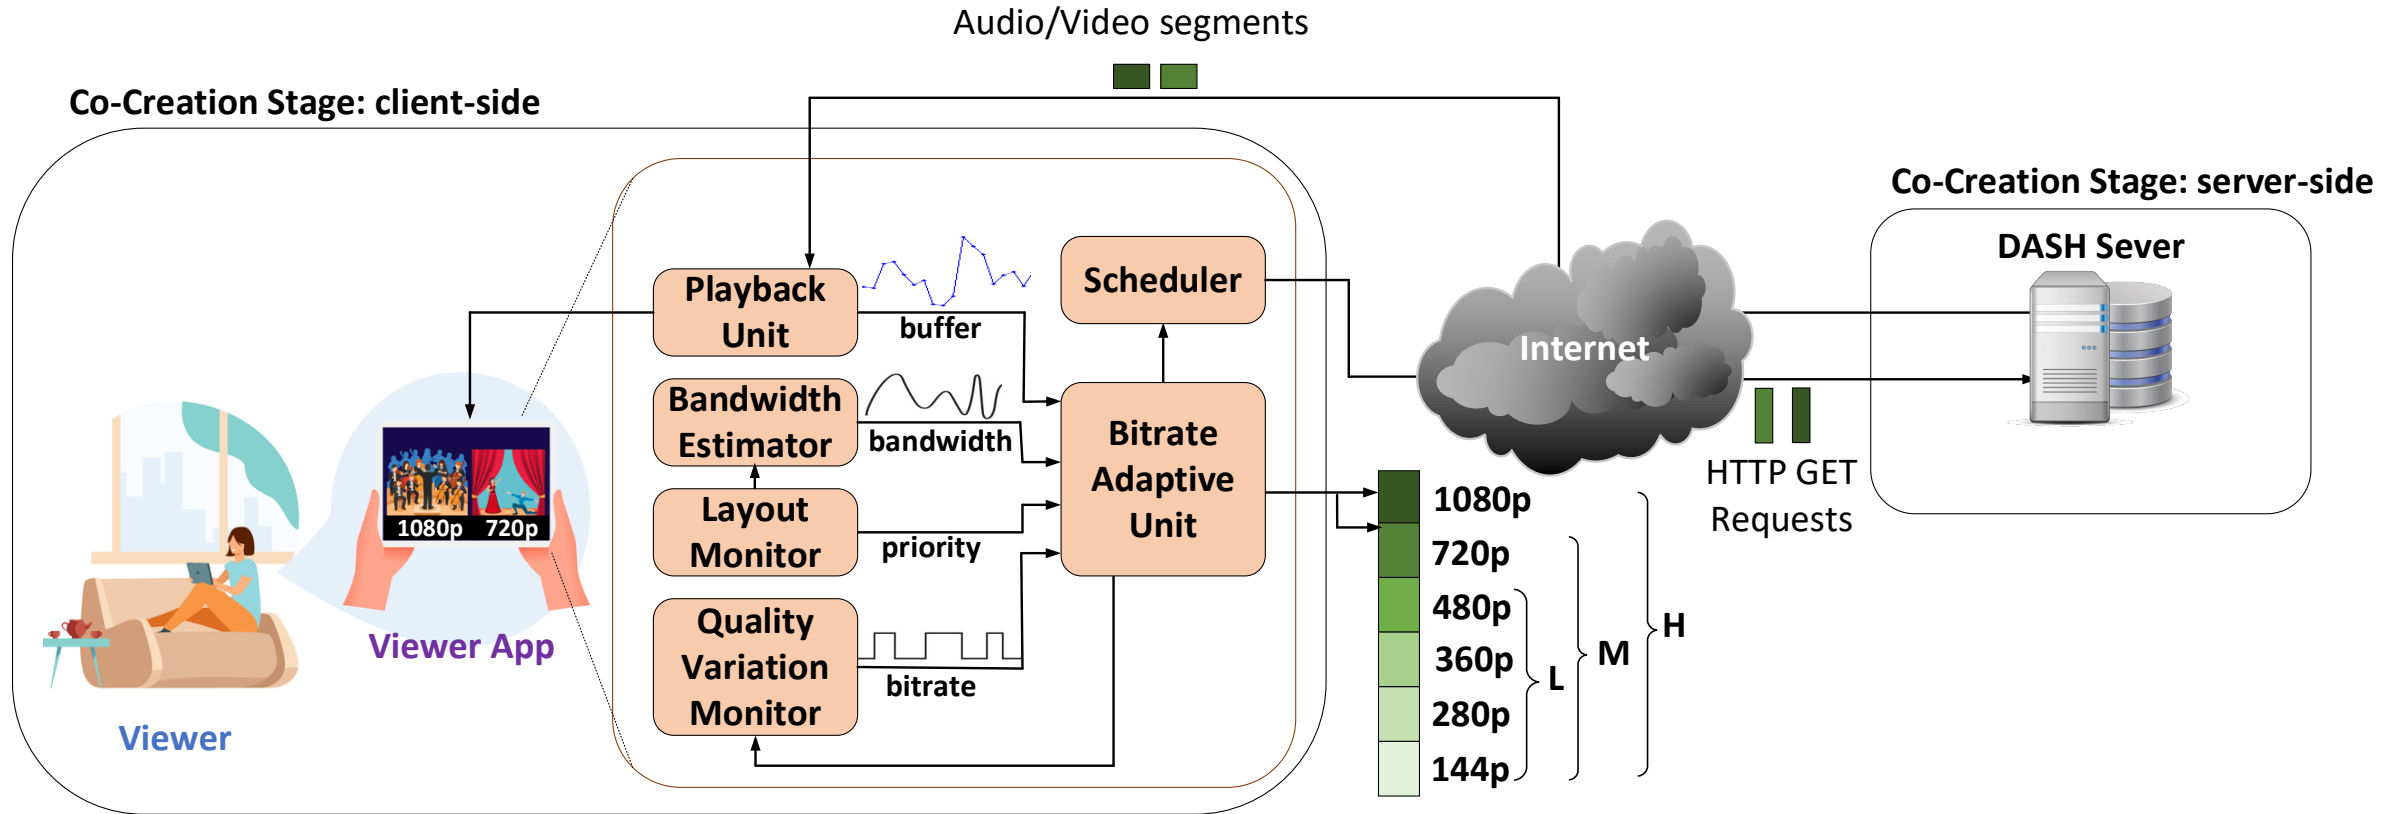 Audio/Video segments
Co-Creation Stage: client-side
Co-Creation Stage: server-side
DASH Sever
Playback
Unit
buffer
Scheduler
Internet
Bandwidth
Estimator
bandwidth
Bitrate
Adaptive
Unit
Layout
Monitor
priority
Quality
Variation
Monitor
bitrate
1080p 720p
Viewer App
Viewer
HTTP GET
Requests
1080p
720p
480p
360p
280p
144p
L
M
H